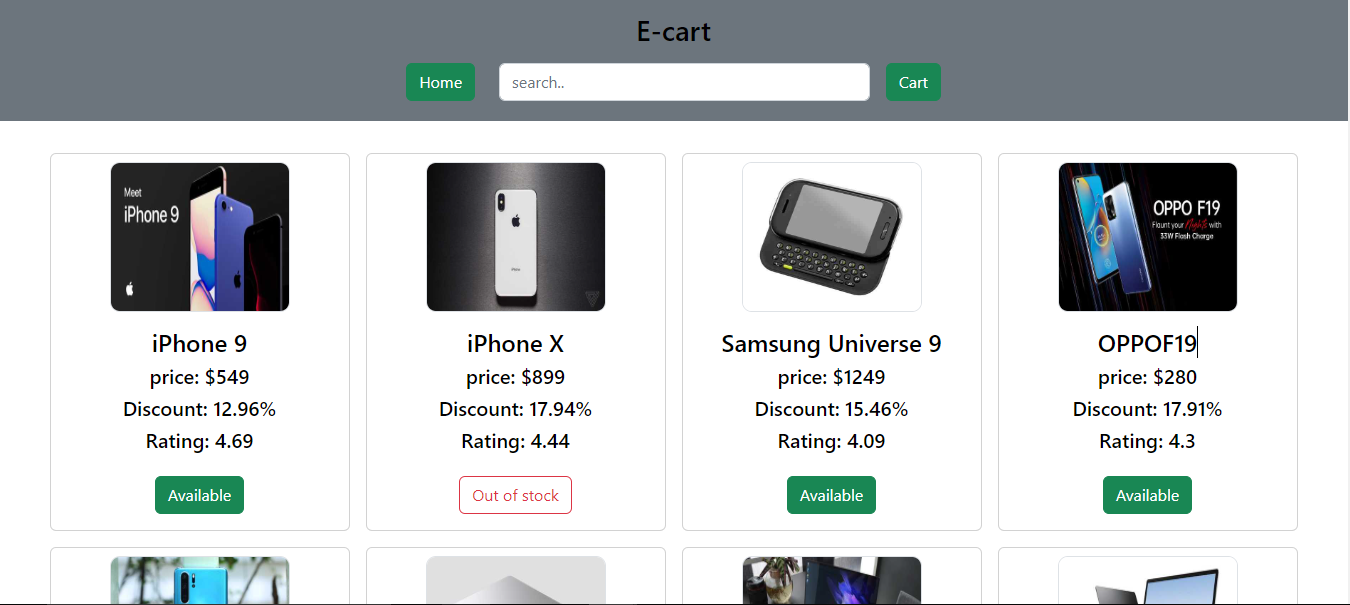 E-cart
Home
search..
Cart
Meet
iPhone 9
iPhone
OPPO F19
Flaunt your Nights with
33W Flash Charge
iPhone 9
iPhone X
Samsung Universe 9
OPPOF19
price: $549
price: $899
price: $1249
price: $280
Discount: 12.96%
Discount: 17.94%
Discount: 15.46%
Discount: 17.91%
Rating: 4.69
Rating: 4.44
Rating: 4.09
Rating: 4.3
Available
Out of stock
Available
Available